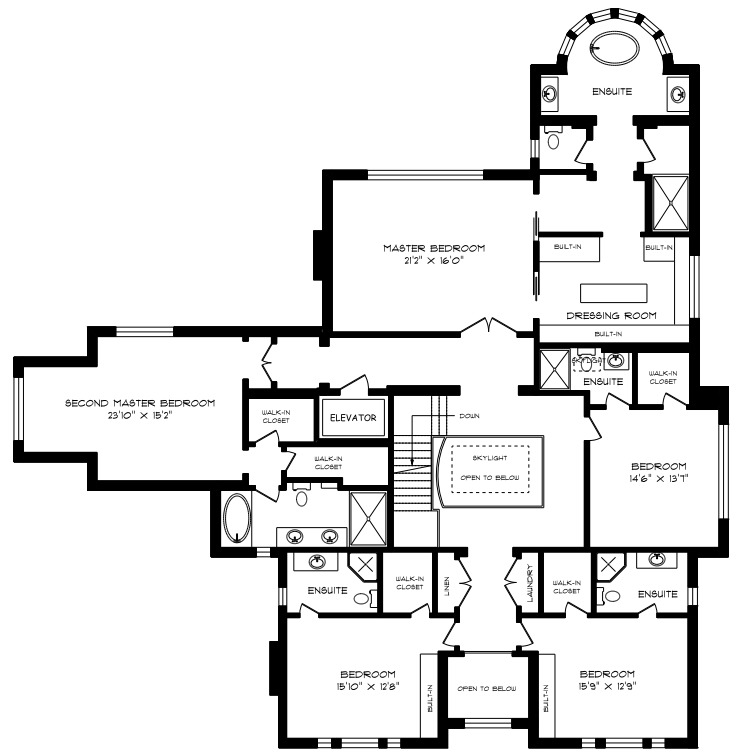 ENSUITE
MASTER BEDROOM
21'2" X 16'0"
BUILT-IN
BUILT-IN
DRESSING ROOM
BUILT-IN
SKYLIGHT
ENSUITE
WALK-IN
CLOSET
SECOND MASTER BEDROOM
23'10" X 15'2"
WALK-IN
CLOSET
ELEVATOR
DOWN
WALK-IN
CLOSET
SKYLIGHT
OPEN TO BELOW
BEDROOM
14'6" X 13'7"
ENSUITE
WALK-IN
CLOSET
LINEN
LAUNDRY
WALK-IN
CLOSET
ENSUITE
BEDROOM
15'10" X 12'8"
BUILT-IN
OPEN TO BELOW
BUILT-IN
BEDROOM
15'9" X 12'9"